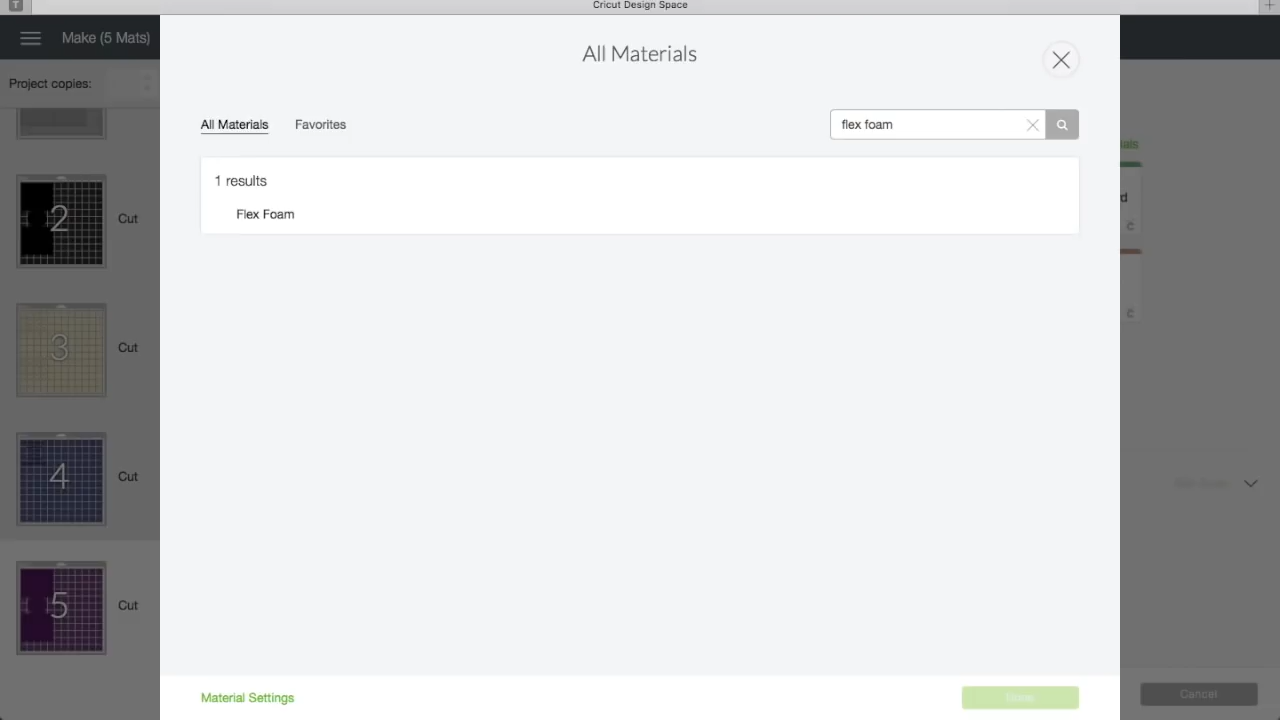 T
Cricut Design Space
Make (5 Mats)
All Materials
Project copies:
All Materials
Favorites
flex foam
1 results
Flex Foam
2
Cut
3
Cut
4
Cut
5
Cut
Material Settings
Done
Cancel